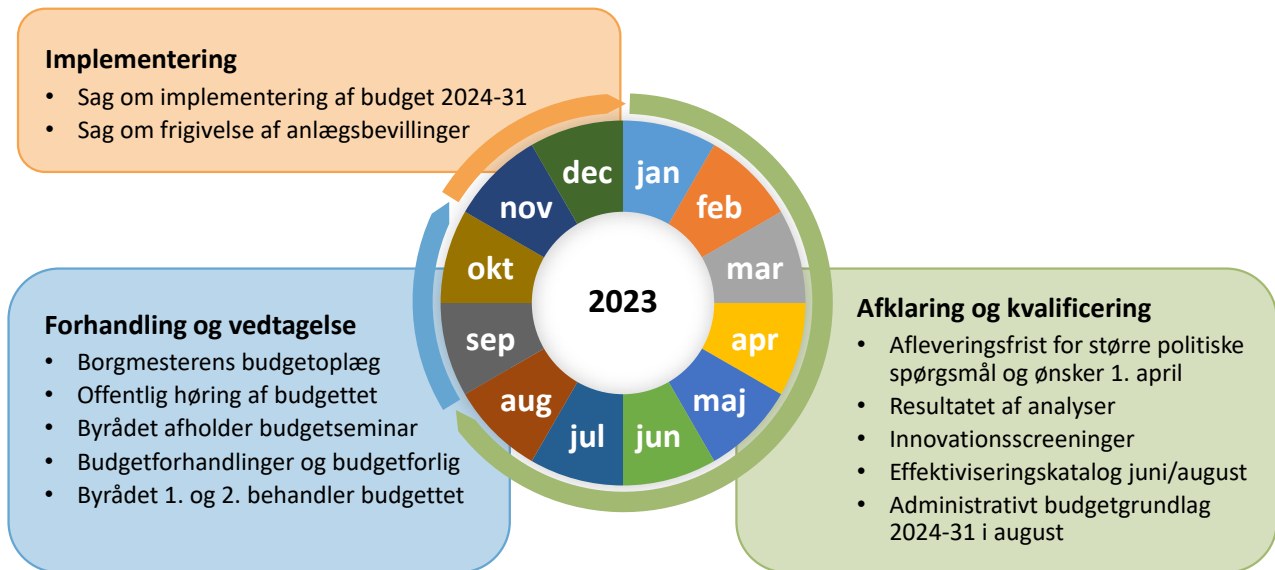 Implementering
• Sag om implementering af budget 2024-31
• Sag om frigivelse af anlægsbevillinger
dec
jan
nov
feb
okt
mar
2023
sep
apr
aug
maj
jul
jun
Forhandling og vedtagelse
• Borgmesterens budgetoplæg
• Offentlig høring af budgettet
• Byrådet afholder budgetseminar
• Budgetforhandlinger og budgetforlig
• Byrådet 1. og 2. behandler budgettet
Afklaring og kvalificering
• Afleveringsfrist for større politiske
spørgsmål og ønsker 1. april
• Resultatet af analyser
• Innovationsscreeninger
• Effektiviseringskatalog juni/august
• Administrativt budgetgrundlag
2024-31 i august